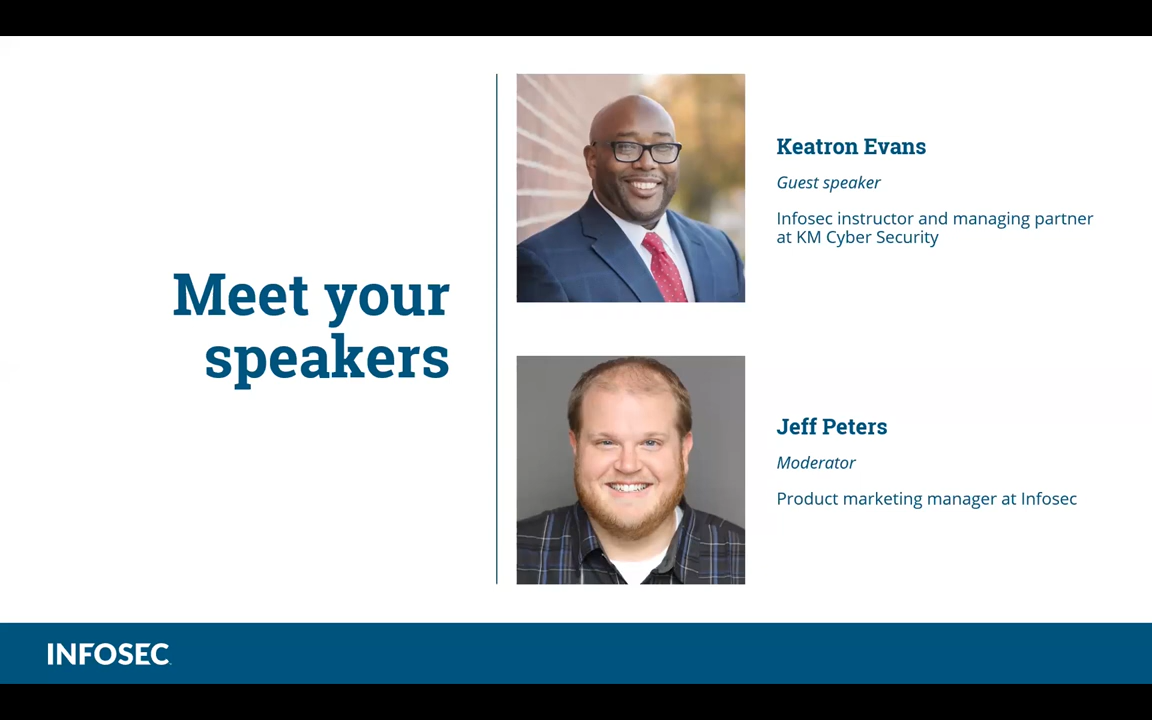 Meet your
speakers
Keatron Evans
Guest speaker
Infosec instructor and managing partner
at KM Cyber Security
Jeff Peters
Moderator
Product marketing manager at Infosec
INFOSEC